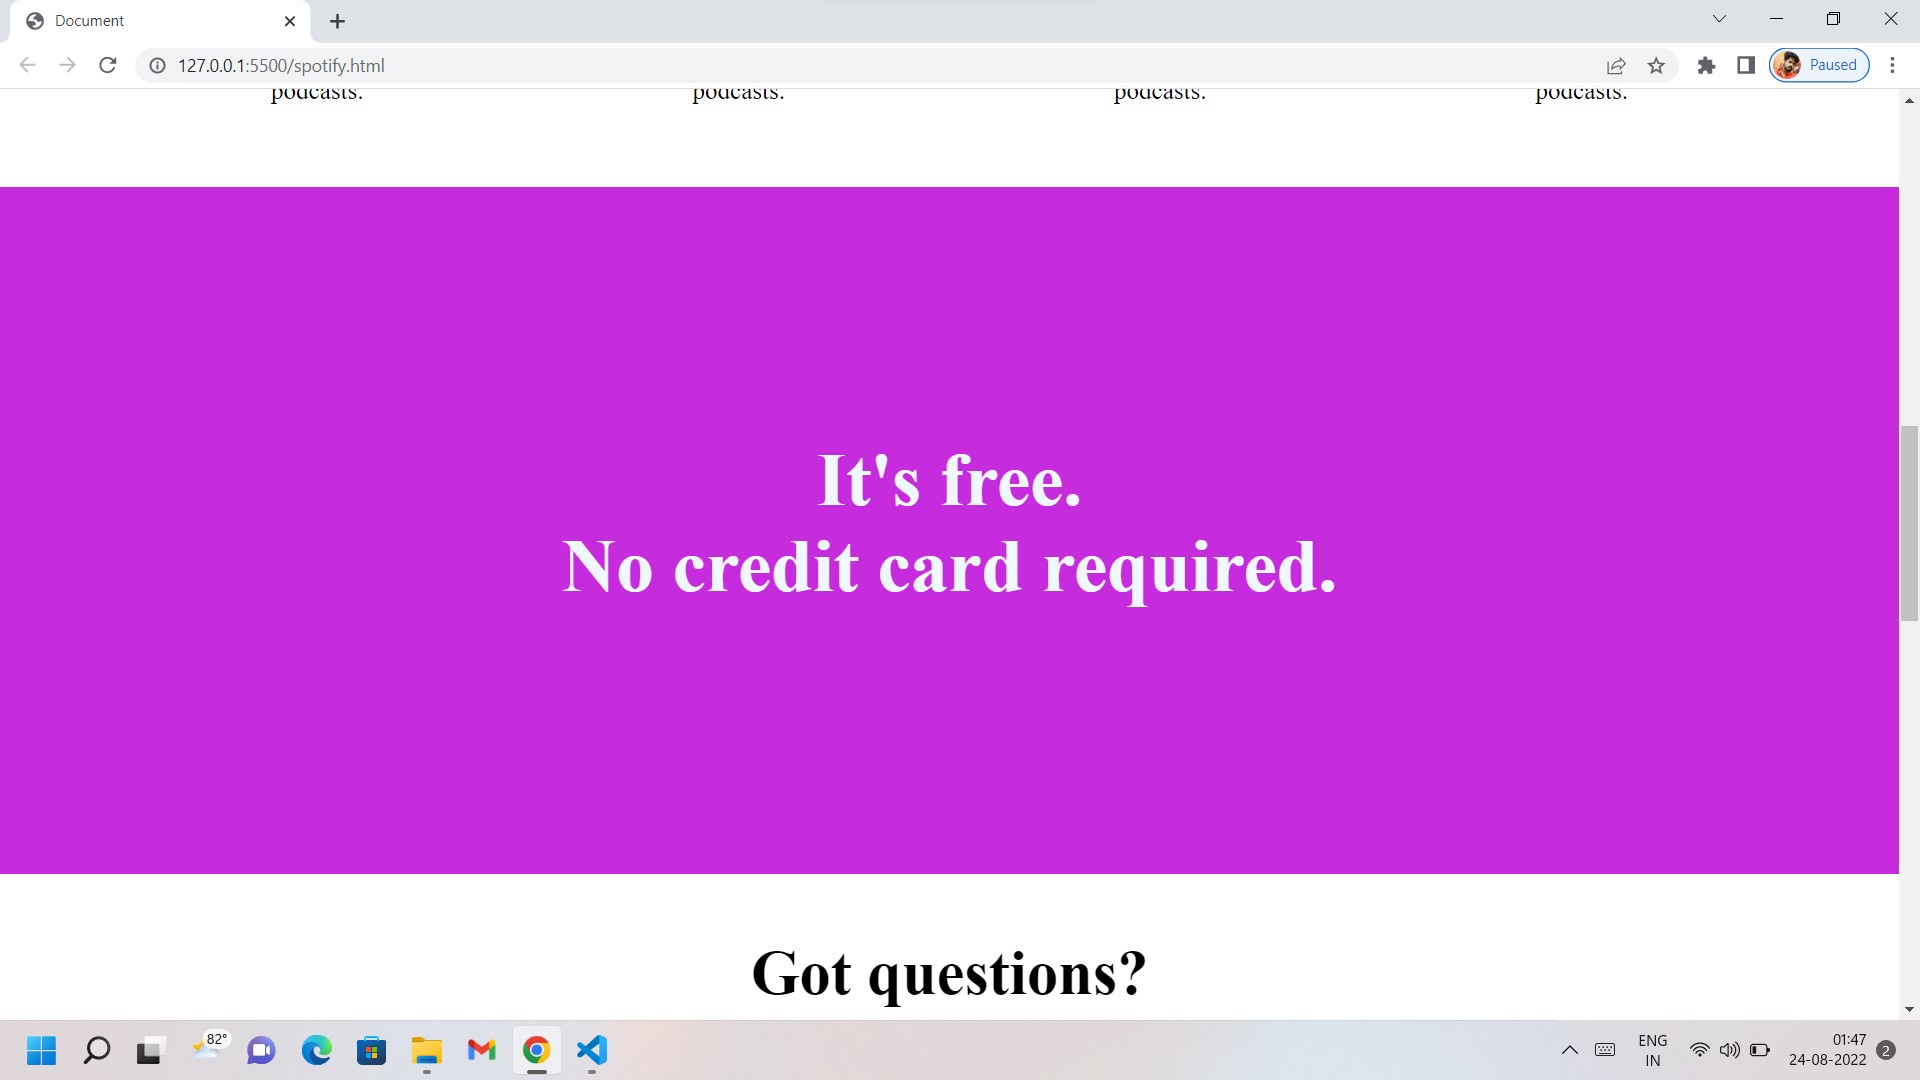 Document
127.0.0.1:5500/spotify.html
Paused
podcasts. podcasts. podcasts. podcasts.
It's free.
No credit card required.
Got questions?
82°
ENG
IN
01:47
24-08-2022
2